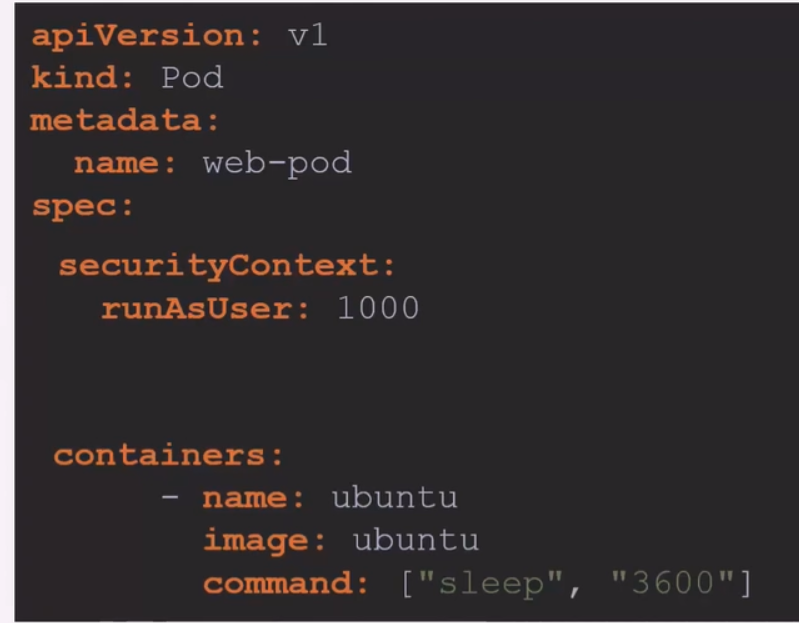 apiVersion: v1
kind: Pod
metadata:
  name: web-pod
spec:
  securityContext:
    runAsUser: 1000
  containers:
      - name: ubuntu
        image: ubuntu
        command: ["sleep", "3600"]